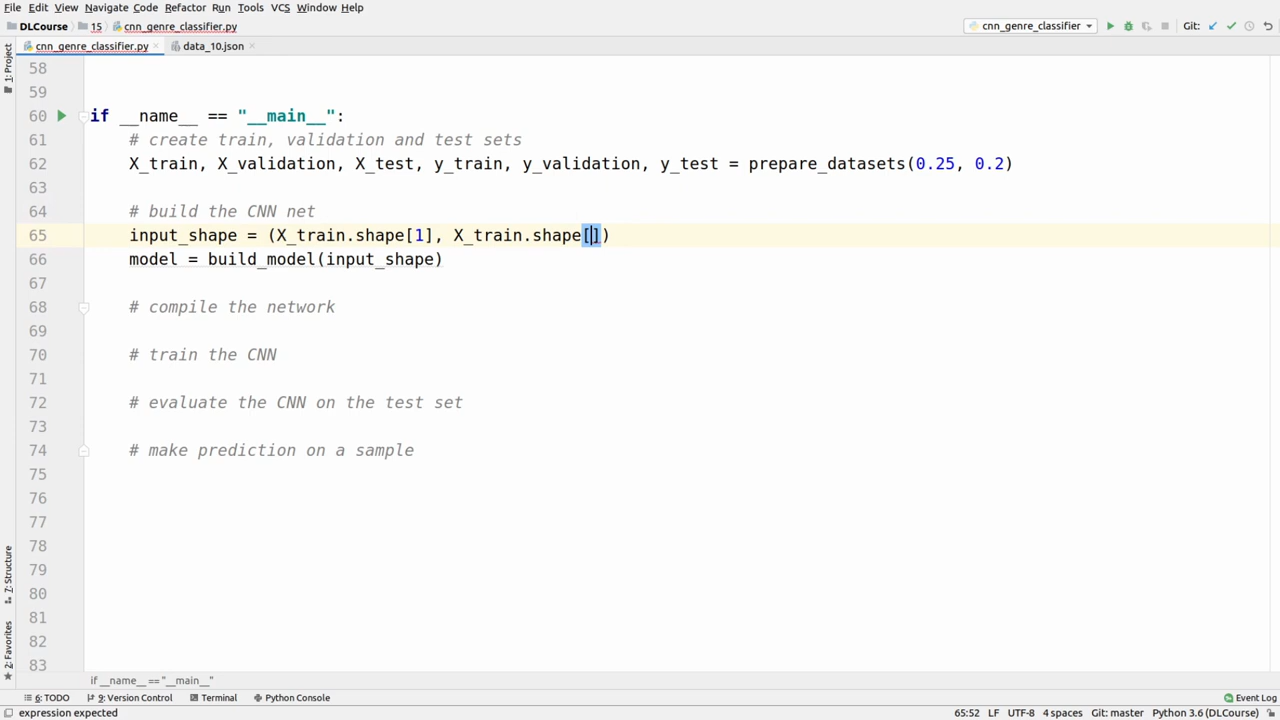 File Edit View Navigate Code Refactor Run Tools VCS Window Help
DLCourse 15 cnn_genre_classifier.py cnn_genre_classifier Git:
cnn_genre_classifier.py data_10.json
1: Project
58
59
60 if __name__ == "__main__":
61 # create train, validation and test sets
62 X_train, X_validation, X_test, y_train, y_validation, y_test = prepare_datasets(0.25, 0.2)
63
64 # build the CNN net
65 input_shape = (X_train.shape[1], X_train.shape[])
66 model = build_model(input_shape)
67
68 # compile the network
69
70 # train the CNN
71
72 # evaluate the CNN on the test set
73
74 # make prediction on a sample
75
76
77
78
79
80
81
82
83
7: Structure
2: Favorites
if __name__ == "__main__"
6: TODO 9: Version Control Terminal Python Console Event Log
expression expected 65:52 LF UTF-8 4 spaces Git: master Python 3.6 (DLCourse)